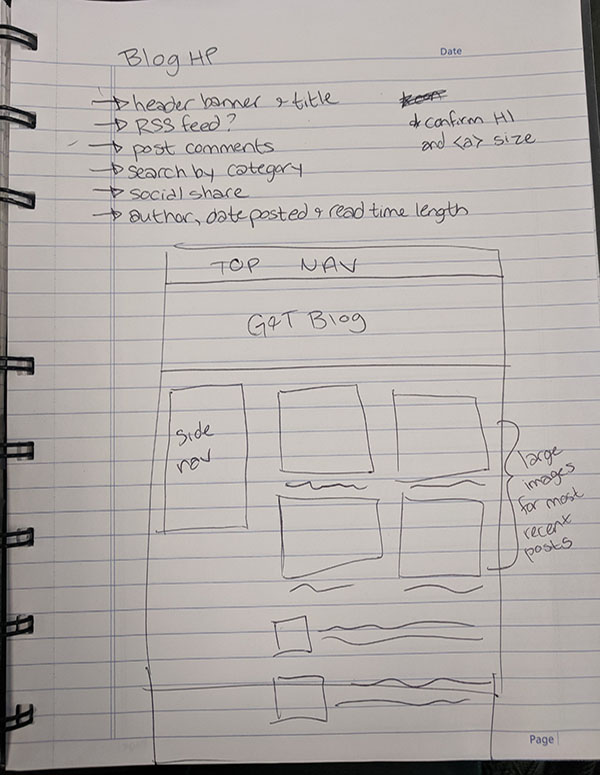 Blog HP
Date
→ header banner & title
→ RSS feed?
→ post comments
→ search by category
→ social share
→ author, date posted & read time length
* confirm H1
and <a> size
TOP NAV
G&T Blog
side
nav
large
images
for most
recent
posts
Page